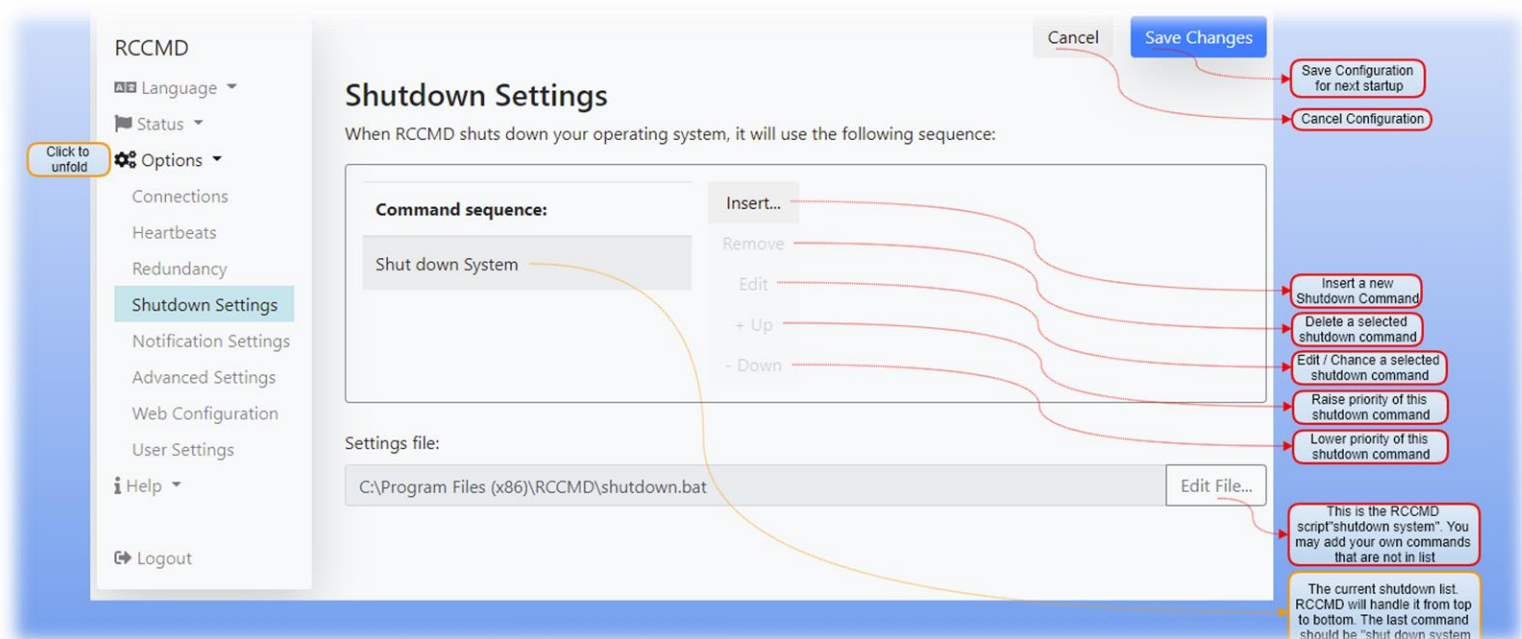 RCCMD
Language
Status
Options
Connections
Heartbeats
Redundancy
Shutdown Settings
Notification Settings
Advanced Settings
Web Configuration
User Settings
Help
Logout
Click to
unfold
Cancel
Save Changes
Shutdown Settings
When RCCMD shuts down your operating system, it will use the following sequence:
Command sequence:
Shut down System
Insert...
Remove
Edit
+ Up
- Down
Settings file:
C:\Program Files (x86)\RCCMD\shutdown.bat
Edit File...
Save Configuration
for next startup
Cancel Configuration
Insert a new
Shutdown Command
Delete a selected
shutdown command
Edit / Chance a selected
shutdown command
Raise priority of this
shutdown command
Lower priority of this
shutdown command
This is the RCCMD
script"shutdown system". You
may add your own commands
that are not in list
The current shutdown list.
RCCMD will handle it from top
to bottom. The last command
should be "shut down system